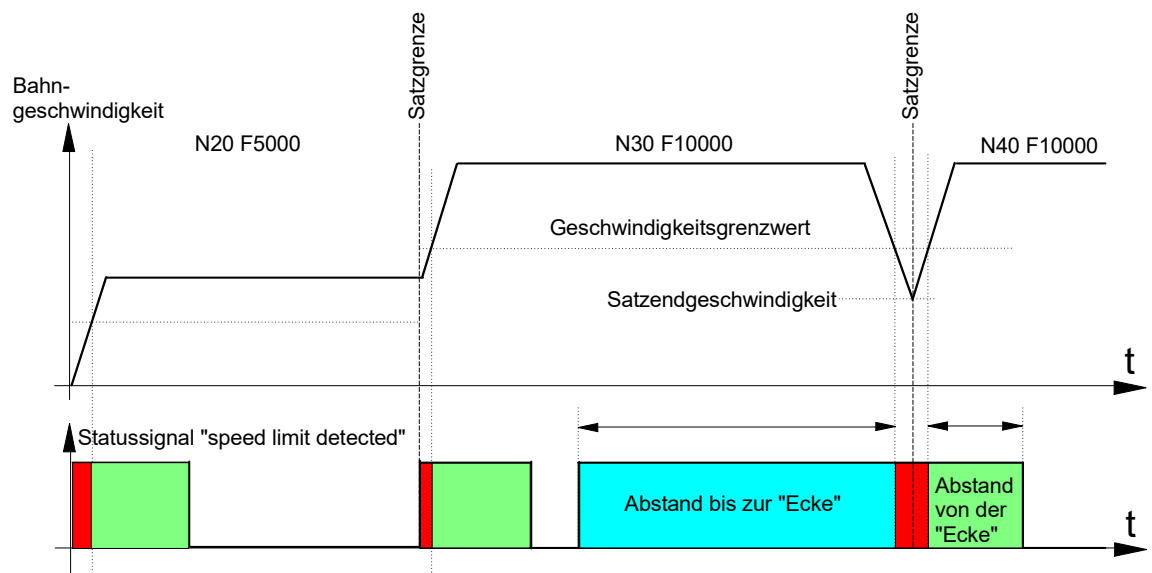 Satzgrenze
Satzgrenze
Bahn-
geschwindigkeit
N20 F5000
N30 F10000
N40 F10000
Geschwindigkeitsgrenzwert
Satzendgeschwindigkeit
t
Statussignal "speed limit detected"
Abstand bis zur "Ecke"
Abstand
von der
"Ecke"
t